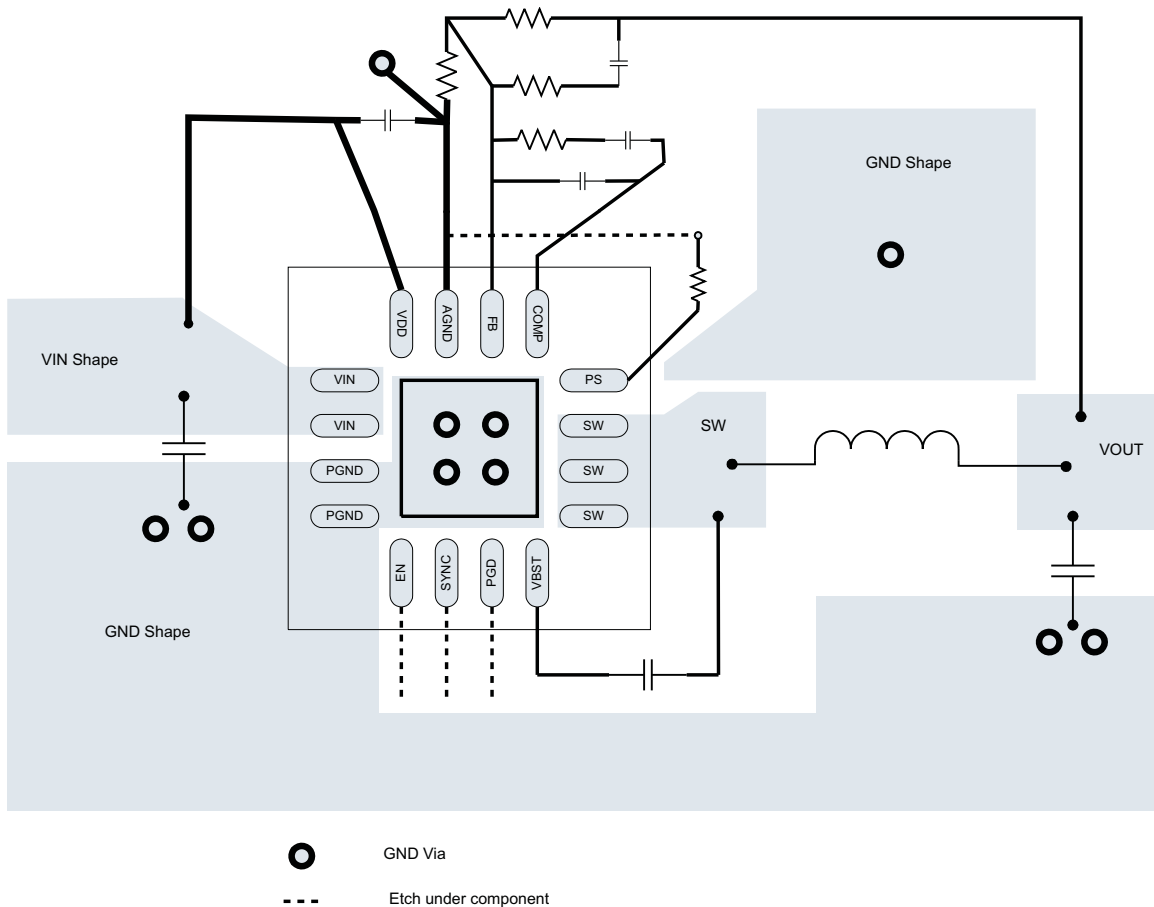 GND Shape
VDD
AGND
FB
COMP
VIN Shape
VIN
PS
VIN
SW
SW
VOUT
PGND
SW
PGND
SW
EN
SYNC
PGD
VBST
GND Shape
GND Via
Etch under component